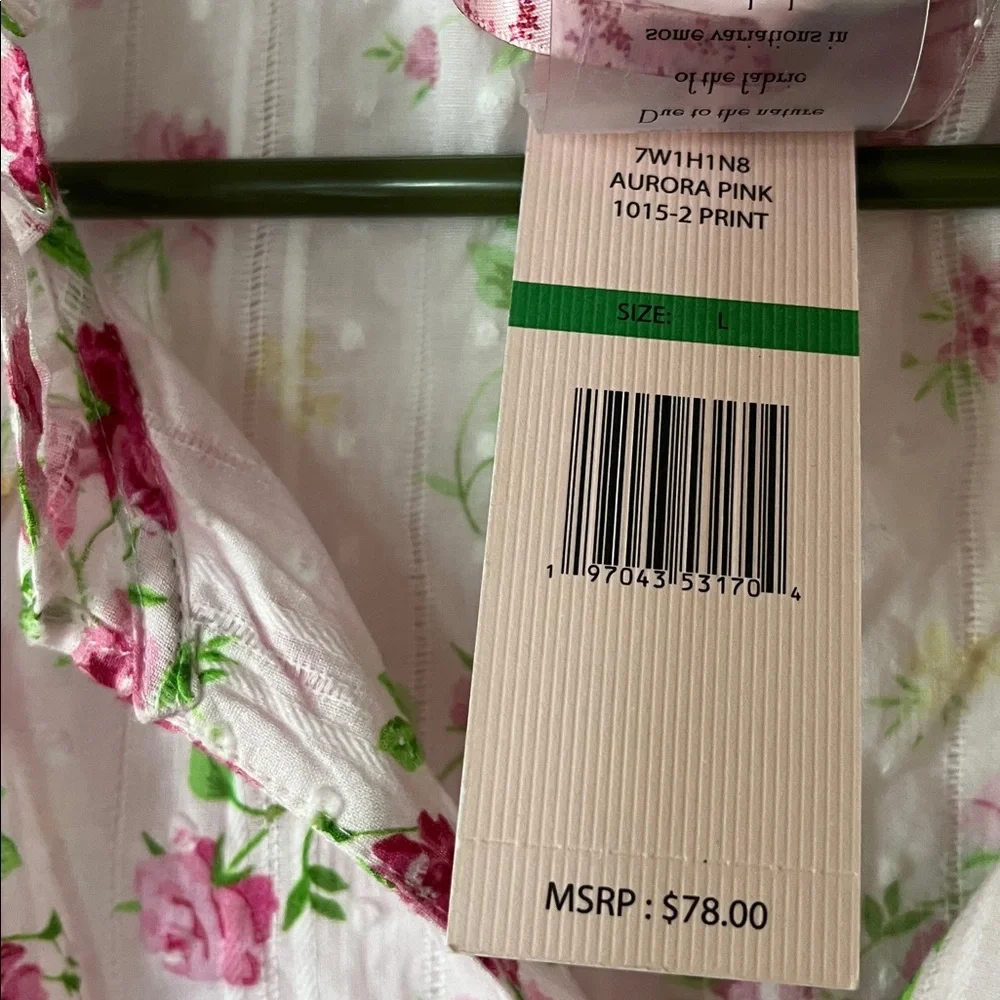 Due to the nature
of the fabric
some variations in
7W1H1N8
AURORA PINK
1015-2 PRINT
SIZE: L
1 97043 53170 4
MSRP : $78.00